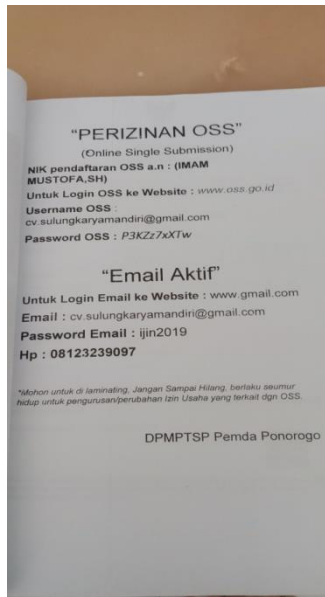 “PERIZINAN OSS”
(Online Single Submission)
NIK pendaftaran OSS a.n : (IMAM
MUSTOFA,SH)
Untuk Login OSS ke Website : www.oss.go.id
Username OSS :
cv.sulungkaryamandiri@gmail.com
Password OSS : P3KZz7xXTw
“Email Aktif”
Untuk Login Email ke Website : www.gmail.com
Email : cv.sulungkaryamandiri@gmail.com
Password Email : ijin2019
Hp : 08123239097
*Mohon untuk di laminating, Jangan Sampai Hilang, berlaku seumur
hidup untuk pengurusan/perubahan Izin Usaha yang terkait dgn OSS.
DPMPTSP Pemda Ponorogo